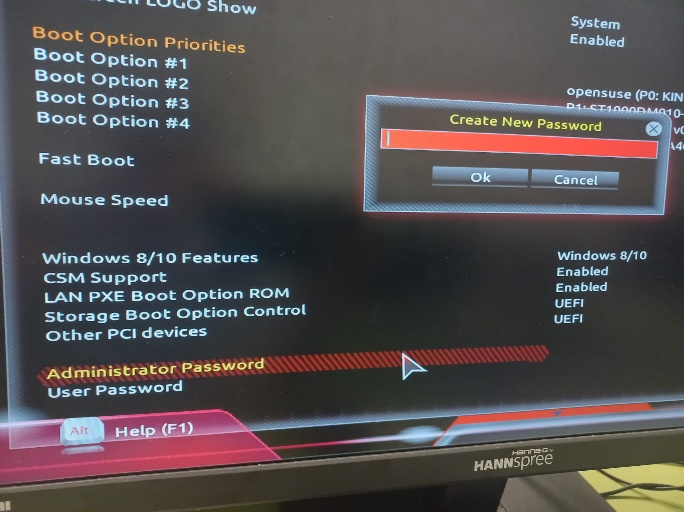 LOGO Show
System
Enabled
Boot Option Priorities
Boot Option #1
Boot Option #2
Boot Option #3
Boot Option #4
opensuse (P0: KIN
P1: ST1000DM010-
Create New Password
Ok
Cancel
Fast Boot
Mouse Speed
Windows 8/10 Features
Windows 8/10
CSM Support
Enabled
LAN PXE Boot Option ROM
Enabled
Storage Boot Option Control
UEFI
Other PCI devices
UEFI
Administrator Password
User Password
Alt
Help (F1)
Hanns-G
HANNspree